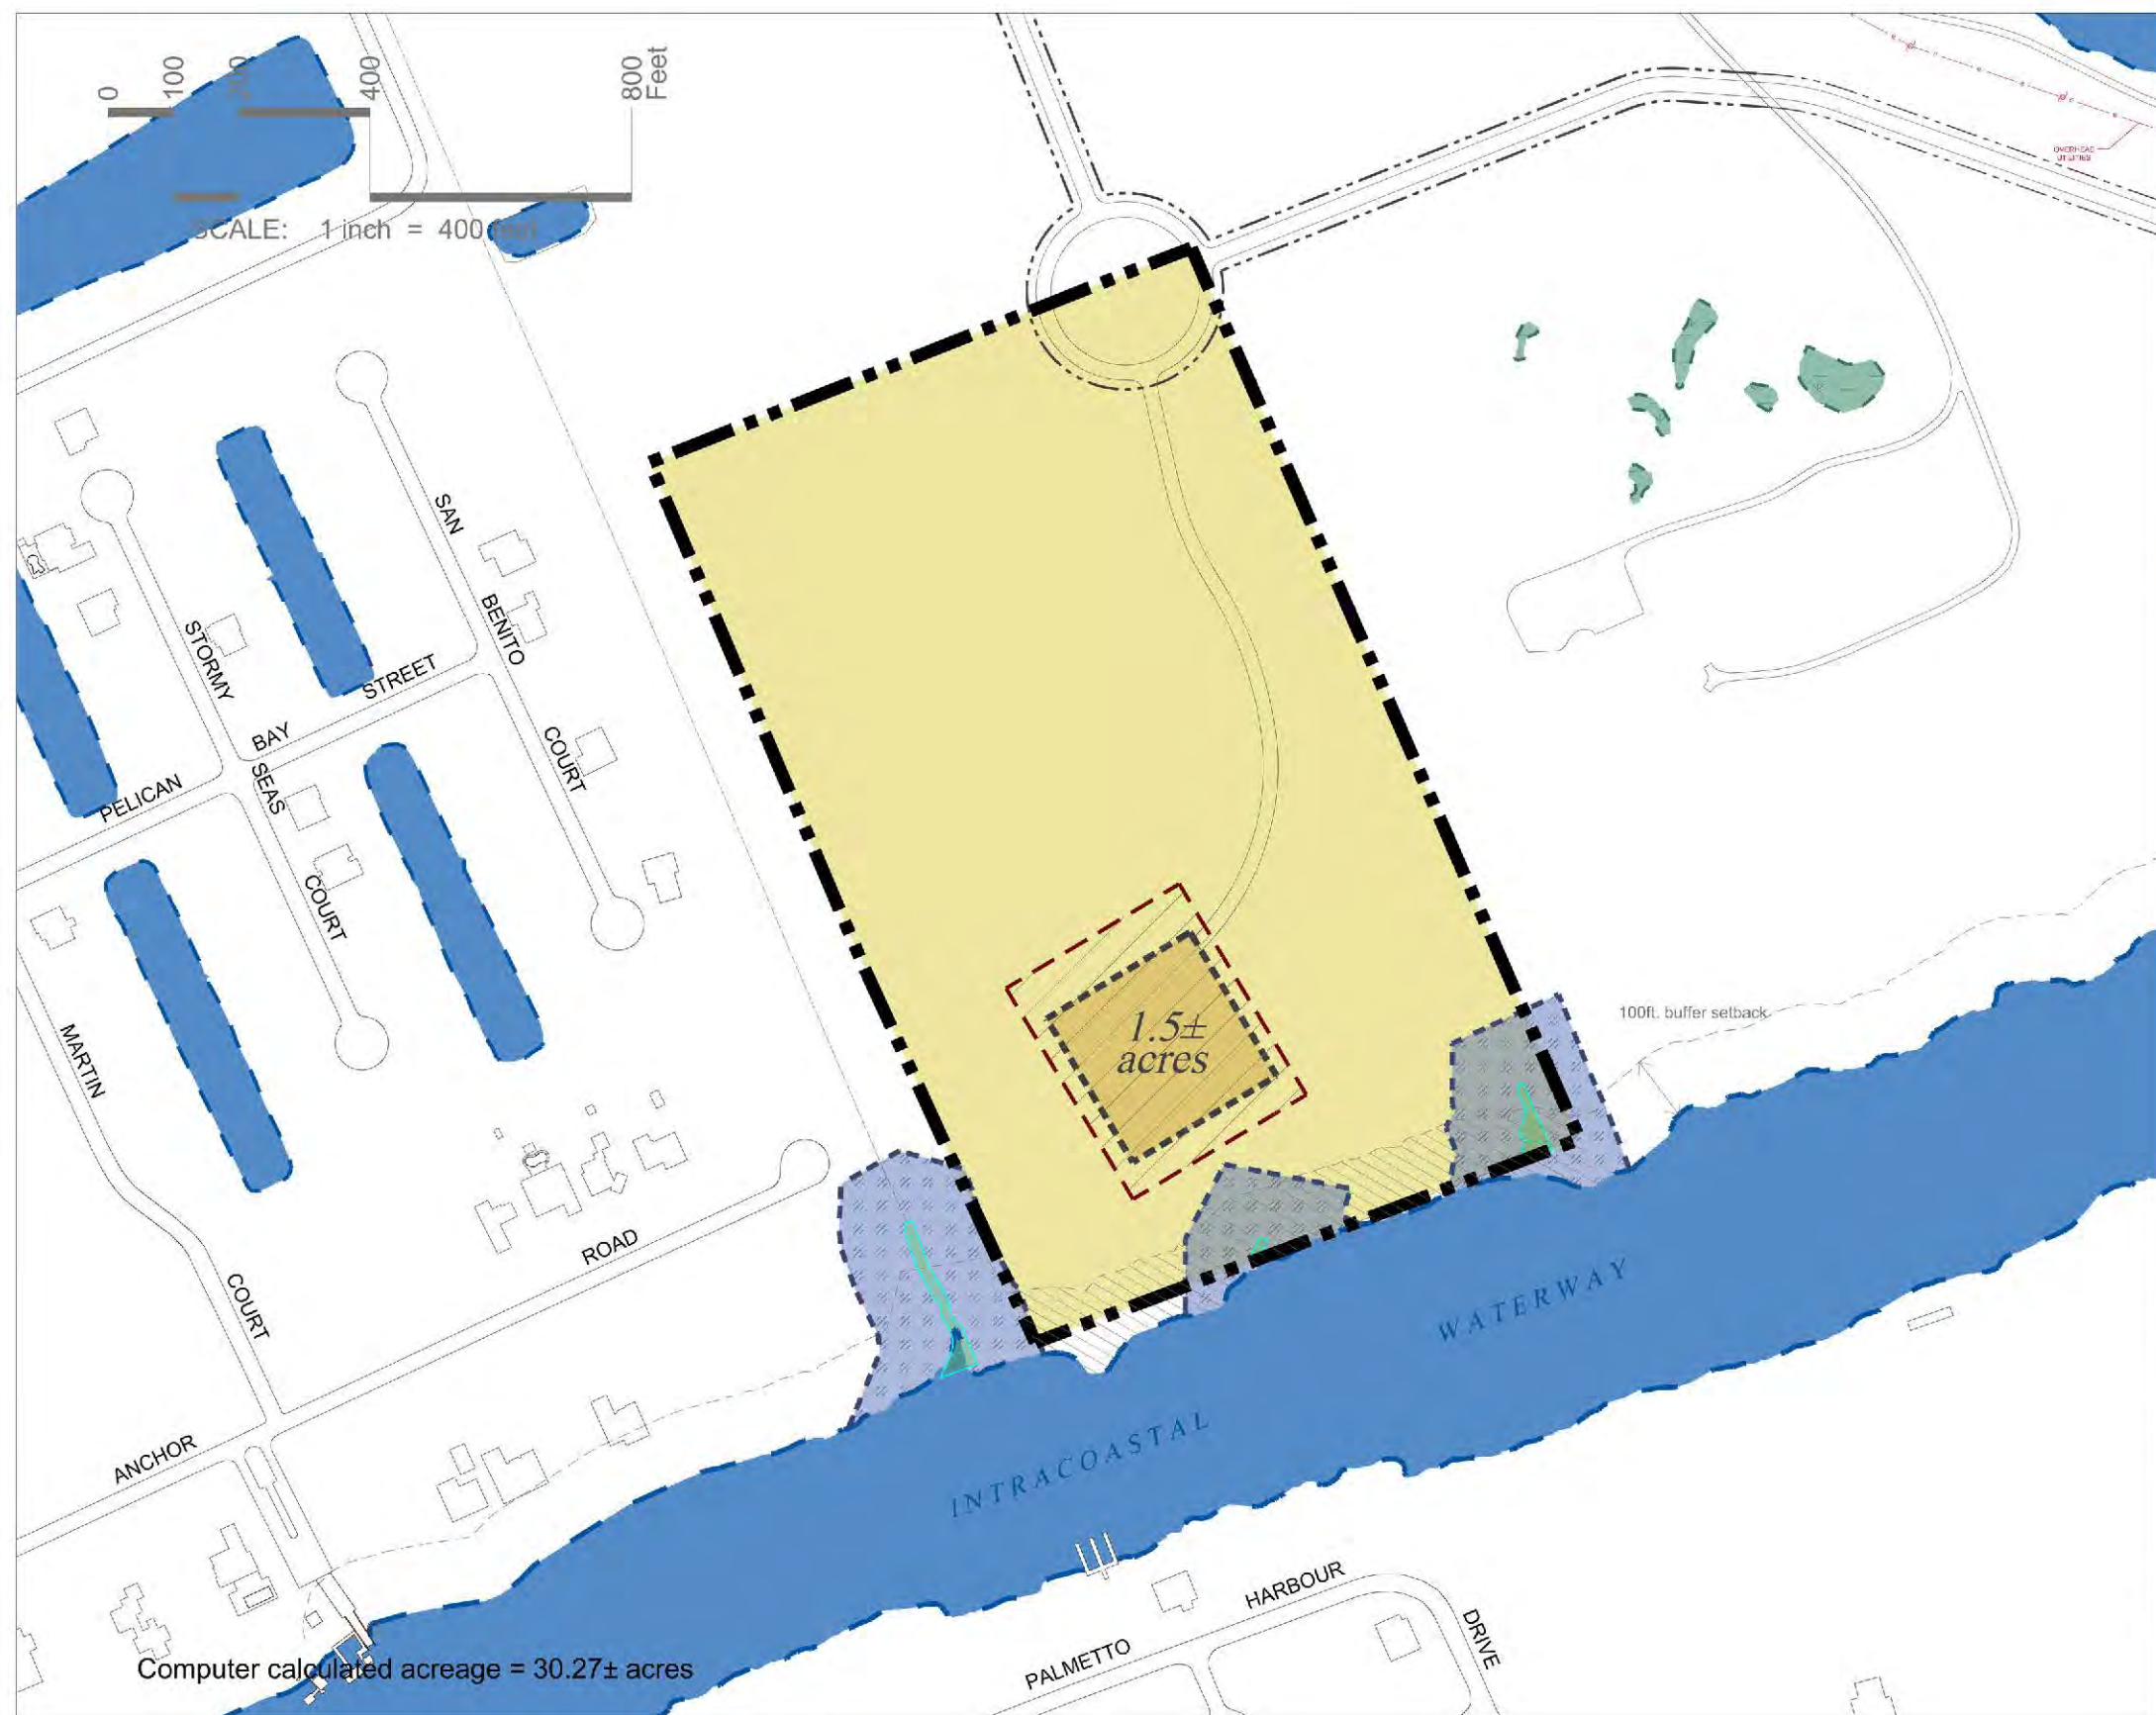 0
100
200
400
800
Feet
SCALE: 1 inch = 400 feet
OVERHEAD
UTILITIES
SAN
BENITO
COURT
STORMY
SEAS
COURT
PELICAN
BAY
STREET
MARTIN
COURT
1.5±
acres
100ft. buffer setback
ANCHOR
ROAD
INTRACOASTAL
WATERWAY
PALMETTO
HARBOUR
DRIVE
Computer calculated acreage = 30.27± acres